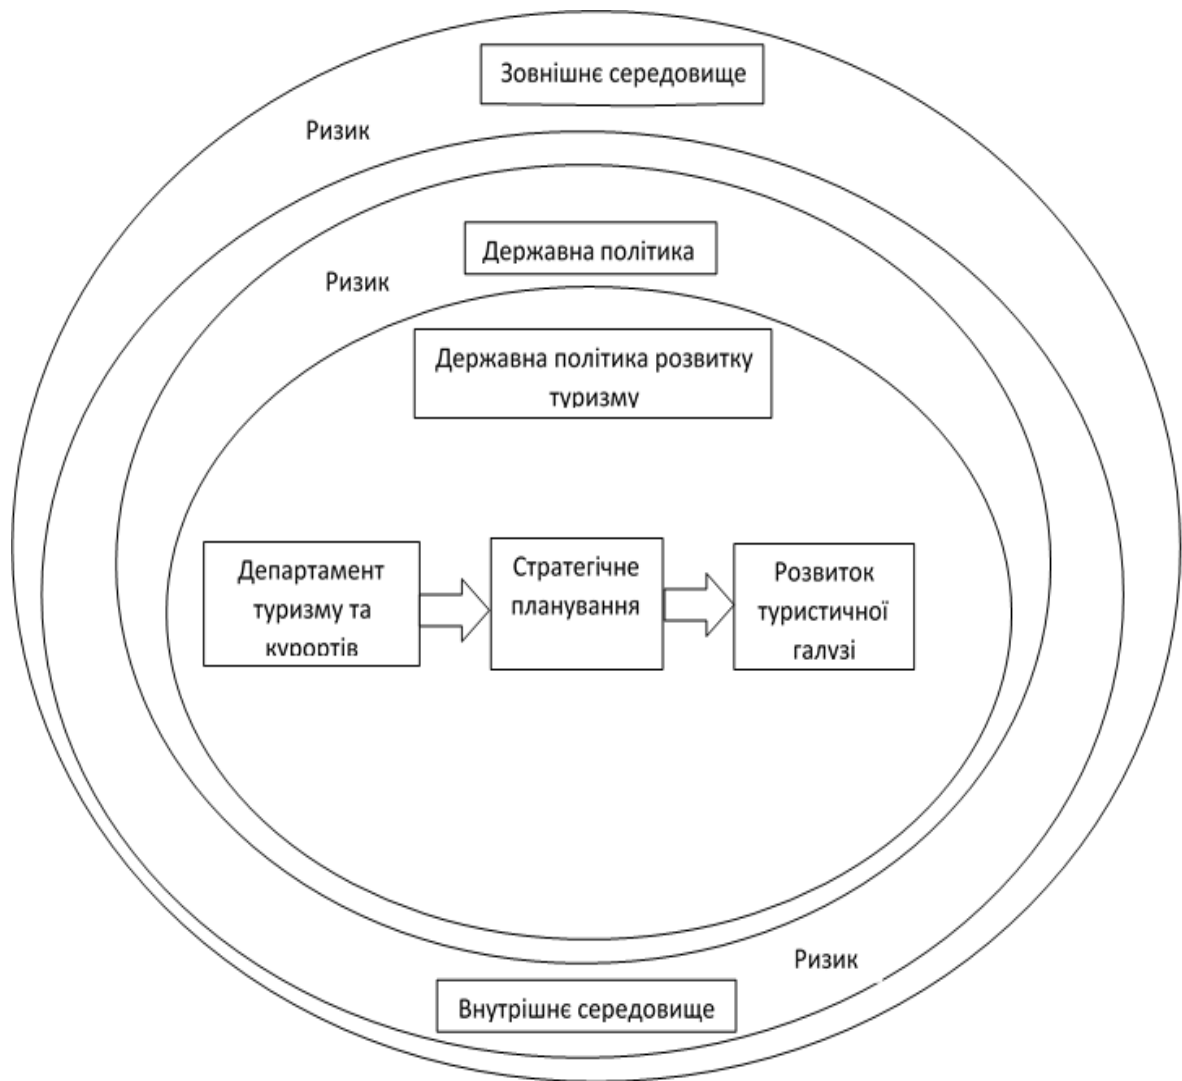 Зовнішнє середовище
Ризик
Державна політика
Ризик
Державна політика розвитку
туризму
Департамент
туризму та
курортів
Стратегічне
планування
Розвиток
туристичної
галузі
Ризик
Внутрішнє середовище